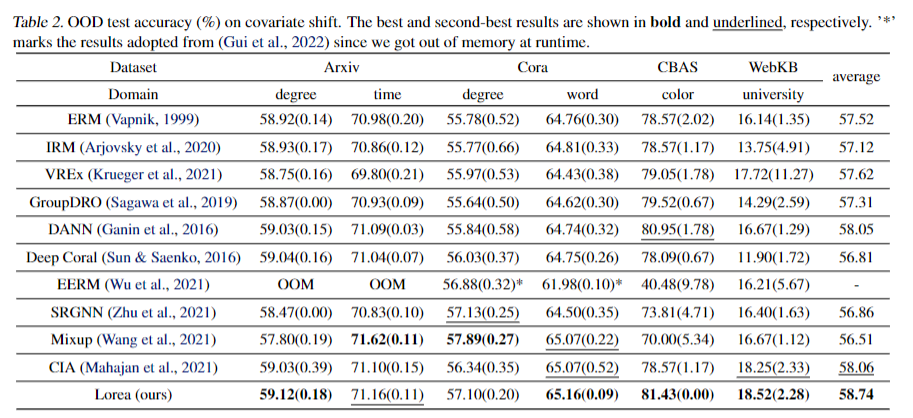 Table 2. OOD test accuracy (%) on covariate shift. The best and second-best results are shown in bold and underlined, respectively. '*'
marks the results adopted from (Gui et al., 2022) since we got out of memory at runtime.
Dataset Arxiv Cora CBAS WebKB average
Domain degree time degree word color university
ERM (Vapnik, 1999) 58.92(0.14) 70.98(0.20) 55.78(0.52) 64.76(0.30) 78.57(2.02) 16.14(1.35) 57.52
IRM (Arjovsky et al., 2020) 58.93(0.17) 70.86(0.12) 55.77(0.66) 64.81(0.33) 78.57(1.17) 13.75(4.91) 57.12
VREx (Krueger et al., 2021) 58.75(0.16) 69.80(0.21) 55.97(0.53) 64.43(0.38) 79.05(1.78) 17.72(11.27) 57.62
GroupDRO (Sagawa et al., 2019) 58.87(0.00) 70.93(0.09) 55.64(0.50) 64.62(0.30) 79.52(0.67) 14.29(2.59) 57.31
DANN (Ganin et al., 2016) 59.03(0.15) 71.09(0.03) 55.84(0.58) 64.74(0.32) 80.95(1.78) 16.67(1.29) 58.05
Deep Coral (Sun & Saenko, 2016) 59.04(0.16) 71.04(0.07) 56.03(0.37) 64.75(0.26) 78.09(0.67) 11.90(1.72) 56.81
EERM (Wu et al., 2021) OOM OOM 56.88(0.32)* 61.98(0.10)* 40.48(9.78) 16.21(5.67) -
SRGNN (Zhu et al., 2021) 58.47(0.00) 70.83(0.10) 57.13(0.25) 64.50(0.35) 73.81(4.71) 16.40(1.63) 56.86
Mixup (Wang et al., 2021) 57.80(0.19) 71.62(0.11) 57.89(0.27) 65.07(0.22) 70.00(5.34) 16.67(1.12) 56.51
CIA (Mahajan et al., 2021) 59.03(0.39) 71.10(0.15) 56.34(0.35) 65.07(0.52) 78.57(1.17) 18.25(2.33) 58.06
Lorea (ours) 59.12(0.18) 71.16(0.11) 57.10(0.20) 65.16(0.09) 81.43(0.00) 18.52(2.28) 58.74